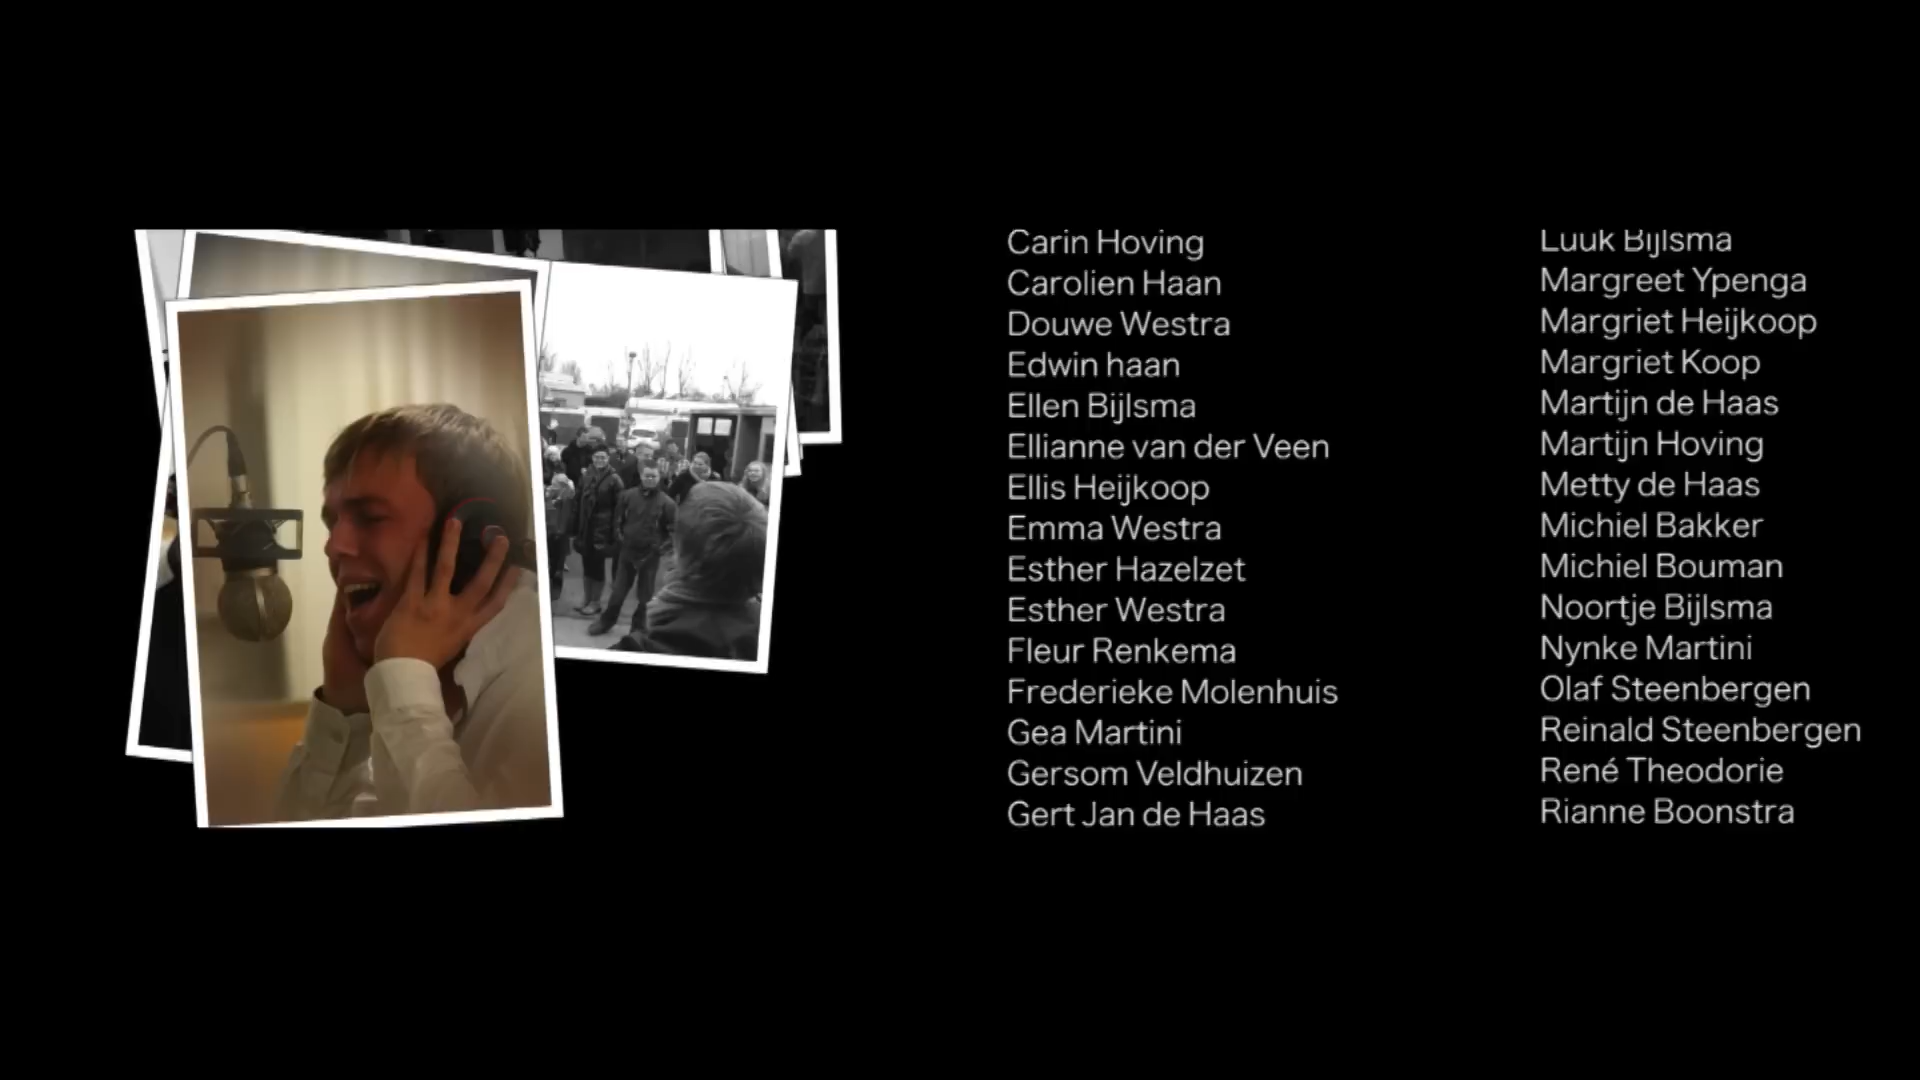 Carin Hoving
Carolien Haan
Douwe Westra
Edwin haan
Ellen Bijlsma
Ellianne van der Veen
Ellis Heijkoop
Emma Westra
Esther Hazelzet
Esther Westra
Fleur Renkema
Frederieke Molenhuis
Gea Martini
Gersom Veldhuizen
Gert Jan de Haas
Luuk Bijlsma
Margreet Ypenga
Margriet Heijkoop
Margriet Koop
Martijn de Haas
Martijn Hoving
Metty de Haas
Michiel Bakker
Michiel Bouman
Noortje Bijlsma
Nynke Martini
Olaf Steenbergen
Reinald Steenbergen
René Theodorie
Rianne Boonstra